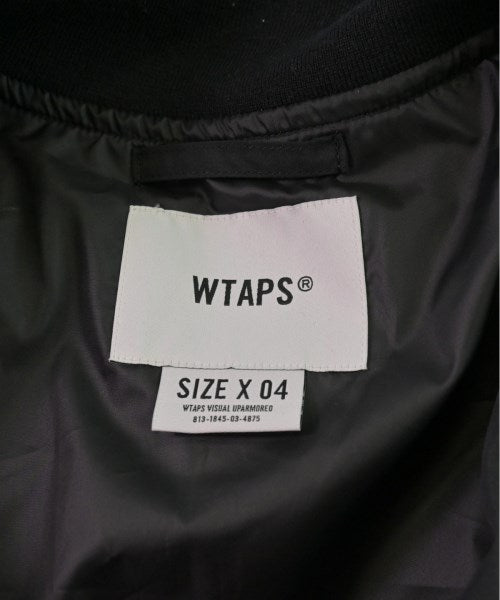 WTAPS®
SIZE X 04
WTAPS VISUAL UPARMORED
813-1845-03-4875